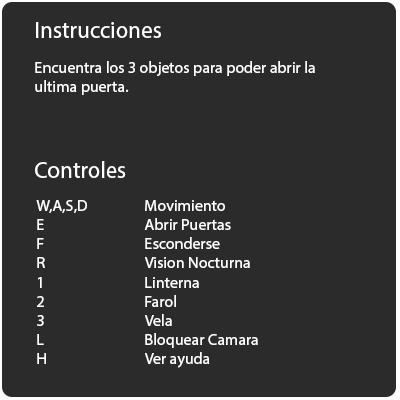 Instrucciones
Encuentra los 3 objetos para poder abrir la
ultima puerta.
Controles
W,A,S,D Movimiento
E Abrir Puertas
F Esconderse
R Vision Nocturna
1 Linterna
2 Farol
3 Vela
L Bloquear Camara
H Ver ayuda